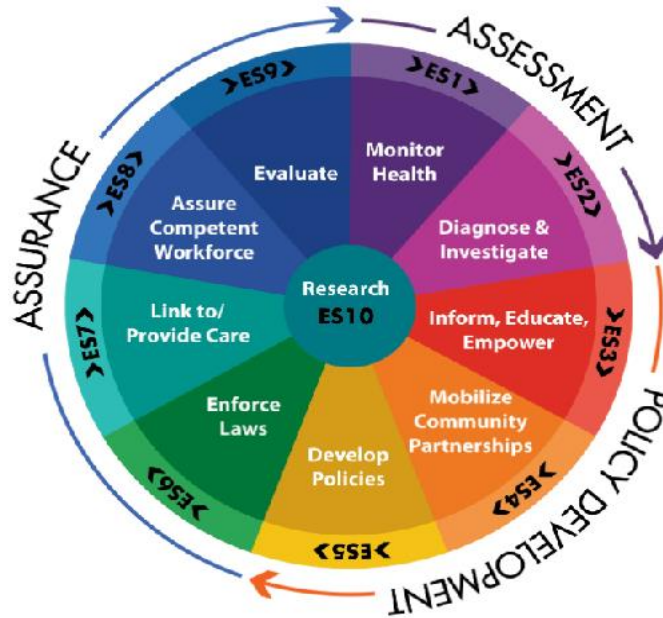 ASSESSMENT
POLICY DEVELOPMENT
ASSURANCE
ES1
Monitor
Health
ES2
Diagnose &
Investigate
ES3
Inform, Educate,
Empower
ES4
Mobilize
Community
Partnerships
ES5
Develop
Policies
ES6
Enforce
Laws
ES7
Link to/
Provide Care
ES8
Assure
Competent
Workforce
ES9
Evaluate
Research
ES10